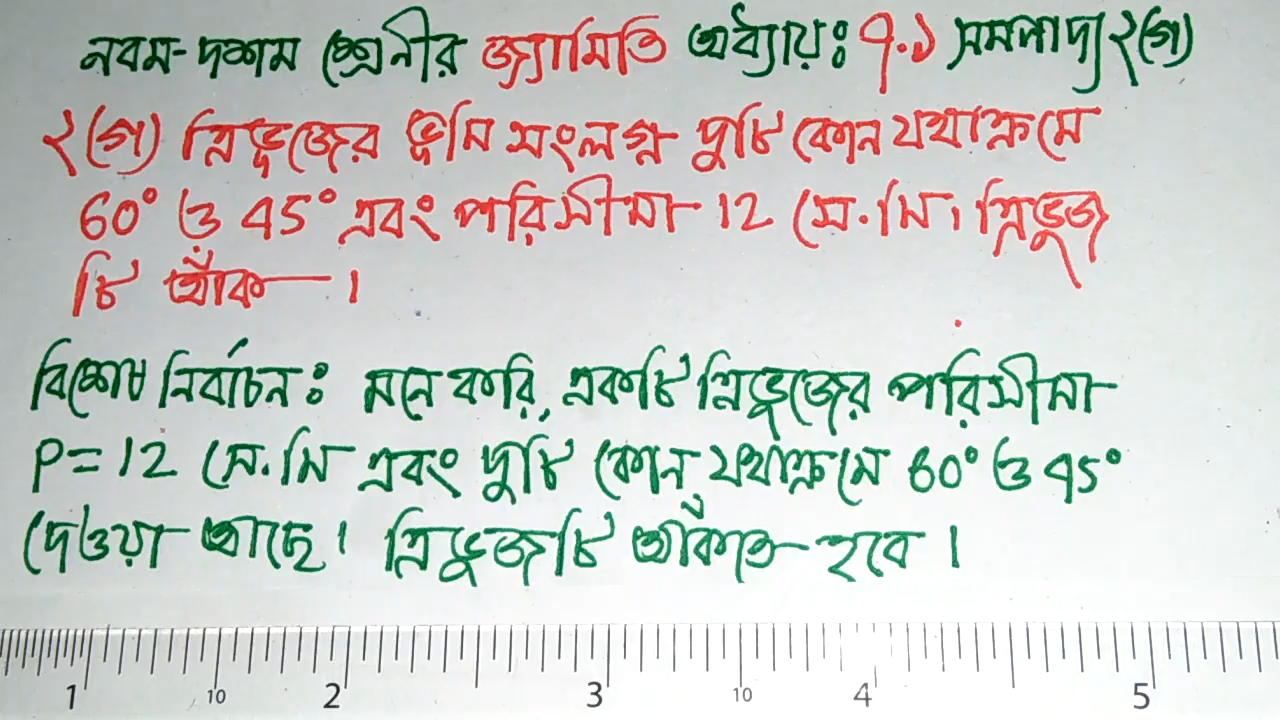 নবম-দশম শ্রেনীর জ্যামিতি অধ্যায়ঃ ৭.১ সমপাদ্য ২(গ)
২(গ) ত্রিভুজের ভূমি সংলগ্ন দুটি কোন যথাক্রমে
60° ও 45° এবং পরিসীমা 12 সে.মি। ত্রিভুজ
টি আঁক।
বিশেষ নির্বাচন: মনে করি, একটি ত্রিভুজের পরিসীমা
P=12 সে.মি এবং দুটি কোন যথাক্রমে 60° ও 45°
দেওয়া আছে। ত্রিভুজটি আঁকতে হবে।
1 10 2 3 10 4 5